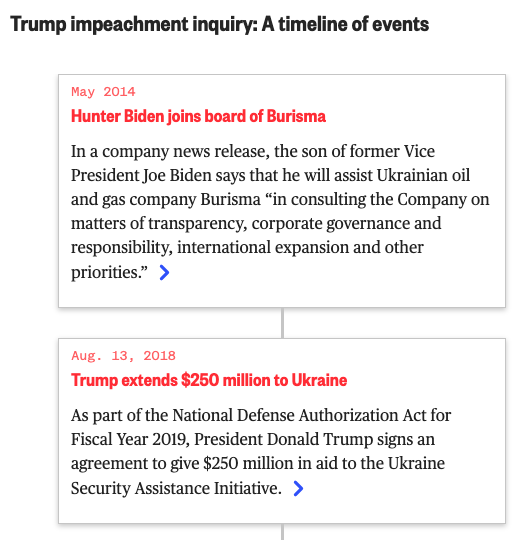 Trump impeachment inquiry: A timeline of events
May 2014
Hunter Biden joins board of Burisma
In a company news release, the son of former Vice
President Joe Biden says that he will assist Ukrainian oil
and gas company Burisma “in consulting the Company on
matters of transparency, corporate governance and
responsibility, international expansion and other
priorities.”
Aug. 13, 2018
Trump extends $250 million to Ukraine
As part of the National Defense Authorization Act for
Fiscal Year 2019, President Donald Trump signs an
agreement to give $250 million in aid to the Ukraine
Security Assistance Initiative.